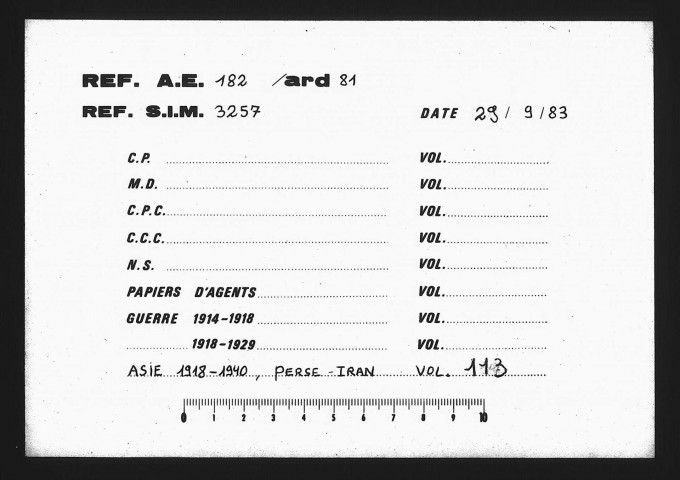 REF. A.E. 182 /ard 81
REF. S.I.M. 3257 DATE 29 / 9 / 83
C.P. VOL.
M.D. VOL.
C.P.C. VOL.
C.C.C. VOL.
N.S. VOL.
PAPIERS D'AGENTS VOL.
GUERRE 1914-1918 VOL.
1918-1929 VOL.
ASIE 1918-1940, PERSE - IRAN VOL. 113
0 1 2 3 4 5 6 7 8 9 10